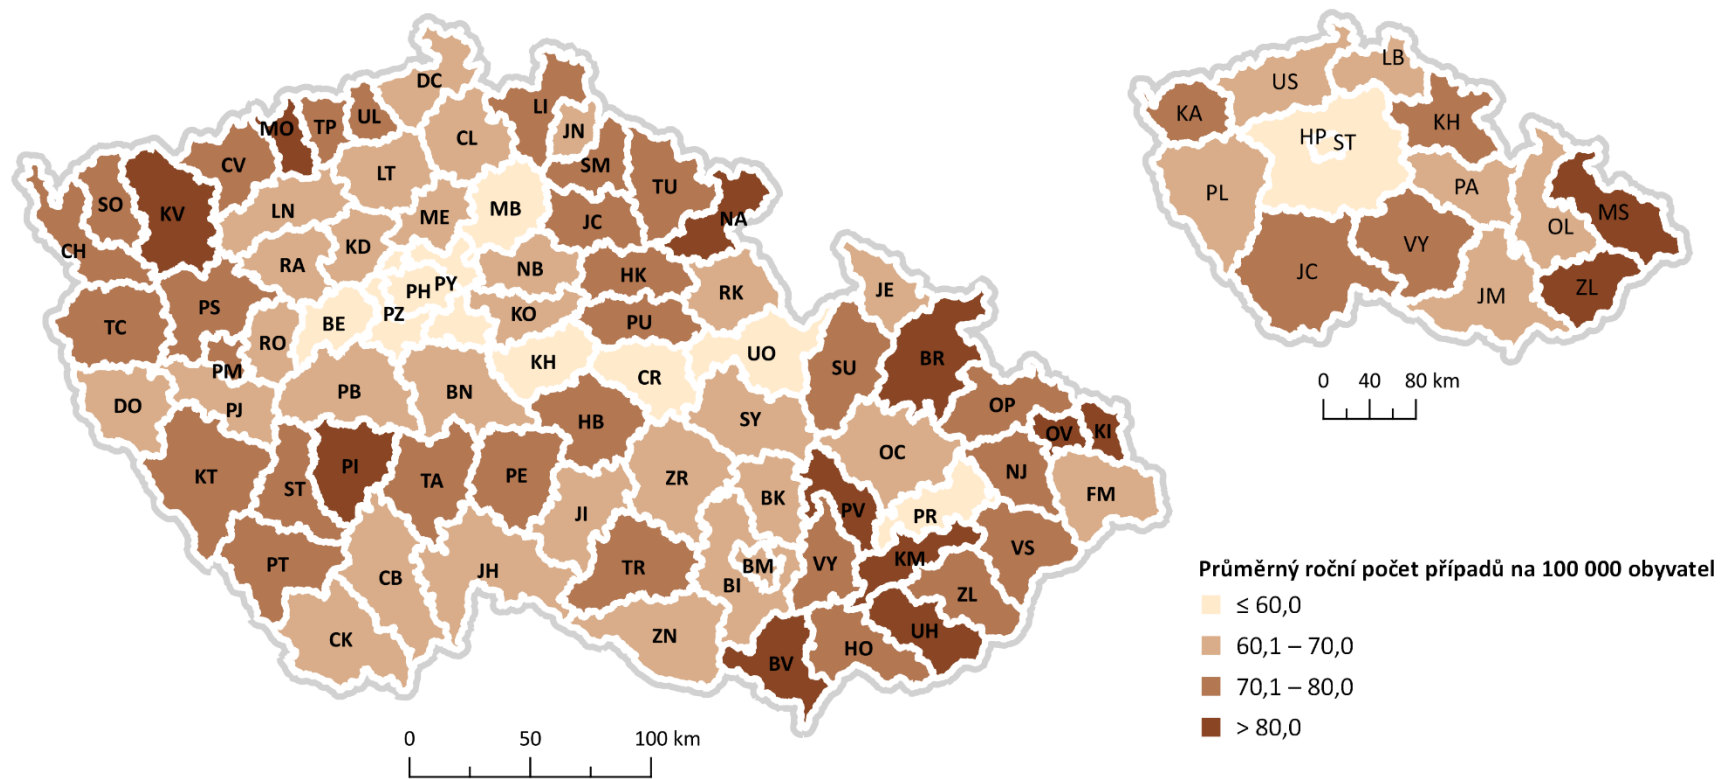 DC
LI
MO
TP
UL
JN
CL
CV
SM
LT
TU
SO
KV
LN
ME
MB
JC
NA
CH
KD
RA
NB
HK
PH
PY
RK
JE
PS
BE
PZ
KO
PU
TC
RO
UO
KH
BR
PM
CR
SU
DO
PJ
PB
BN
SY
OP
HB
OV
KI
OC
KT
ST
PI
TA
PE
ZR
NJ
FM
BK
JI
PV
PR
VS
PT
CB
JH
TR
BM
BI
VY
KM
ZL
CK
ZN
UH
BV
HO
0 50 100 km
LB
US
KA
KH
HP
ST
PL
PA
MS
OL
VY
JC
ZL
JM
0 40 80 km
Průměrný roční počet případů na 100 000 obyvatel
≤ 60,0
60,1 – 70,0
70,1 – 80,0
> 80,0